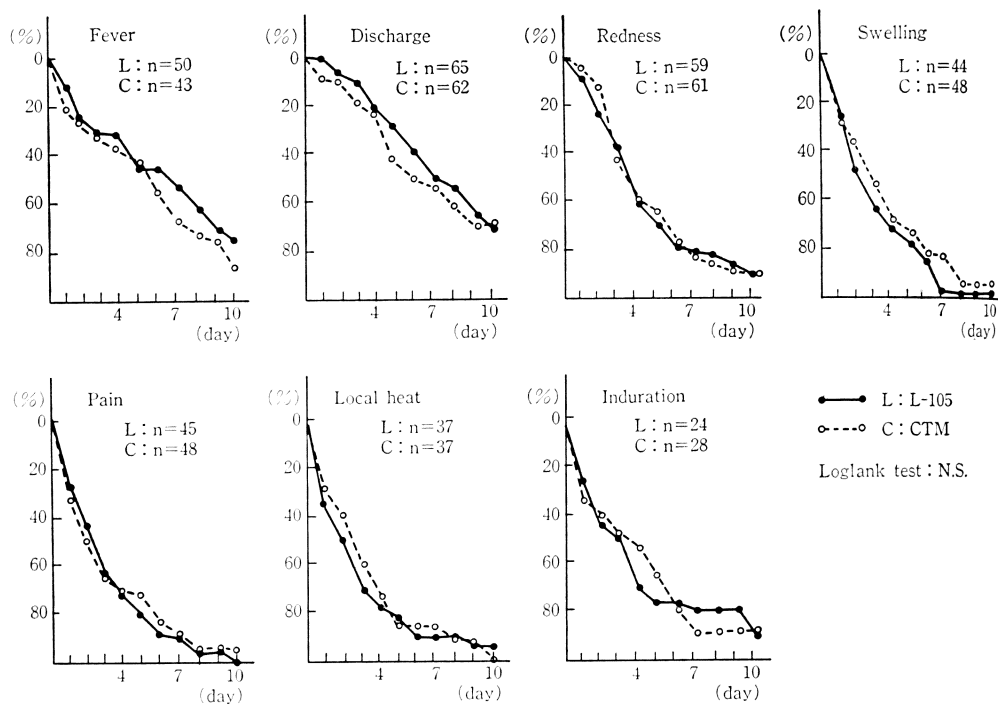 (%) Fever
L : n=50
C : n=43
0
20
40
60
80
4 7 10
(day)
(%) Discharge
L : n=65
C : n=62
0
20
40
60
80
4 7 10
(day)
(%) Redness
L : n=59
C : n=61
0
20
40
60
80
4 7 10
(day)
(%) Swelling
L : n=44
C : n=48
0
20
40
60
80
4 7 10
(day)
(%) Pain
L : n=45
C : n=48
0
20
40
60
80
4 7 10
(day)
(%) Local heat
L : n=37
C : n=37
0
20
40
60
80
4 7 10
(day)
(%) Induration
L : n=24
C : n=28
0
20
40
60
80
4 7 10
(day)
L : L-105
C : CTM
Loglank test : N.S.